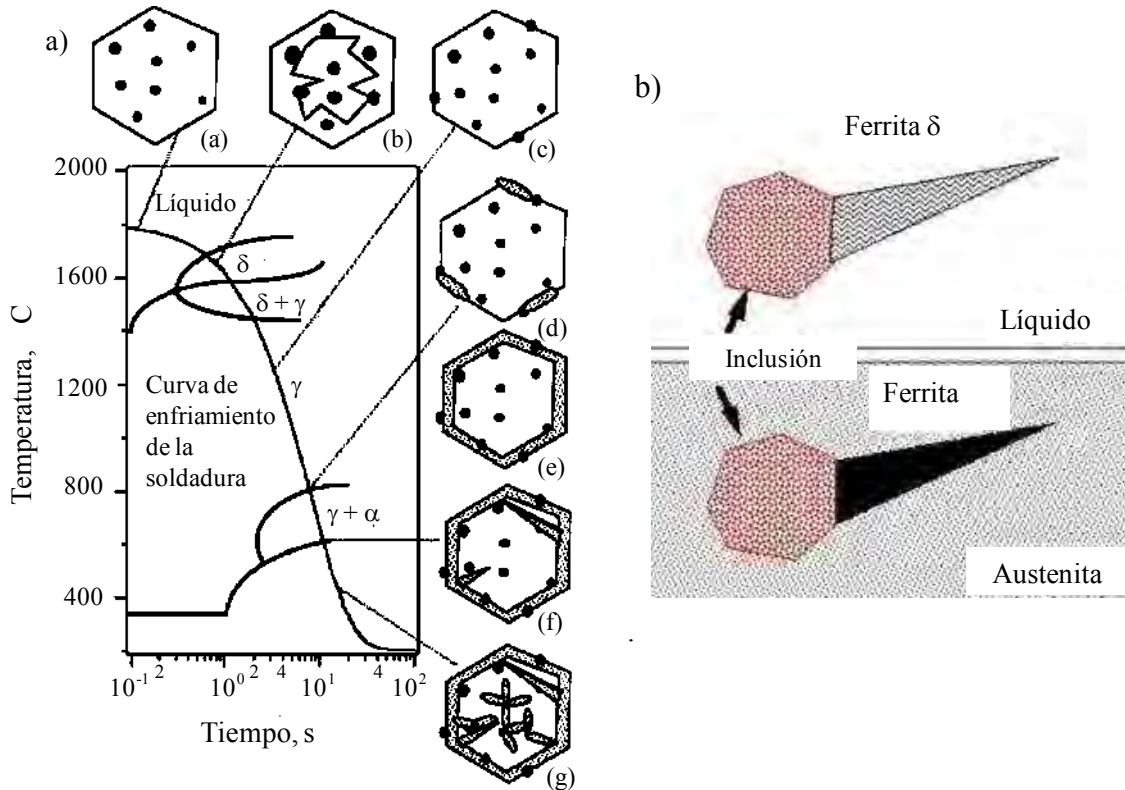 a)
(a)
(b)
(c)
2000
Líquido
δ
1600
δ + γ
(d)
1200
γ
Curva de
enfriamiento
de la
soldadura
(e)
800
γ + α
(f)
400
10⁻¹ 2 10⁰ 2 4 10¹ 4 10²
(g)
Temperatura, C
Tiempo, s
b)
Ferrita δ
Líquido
Inclusión
Ferrita
Austenita